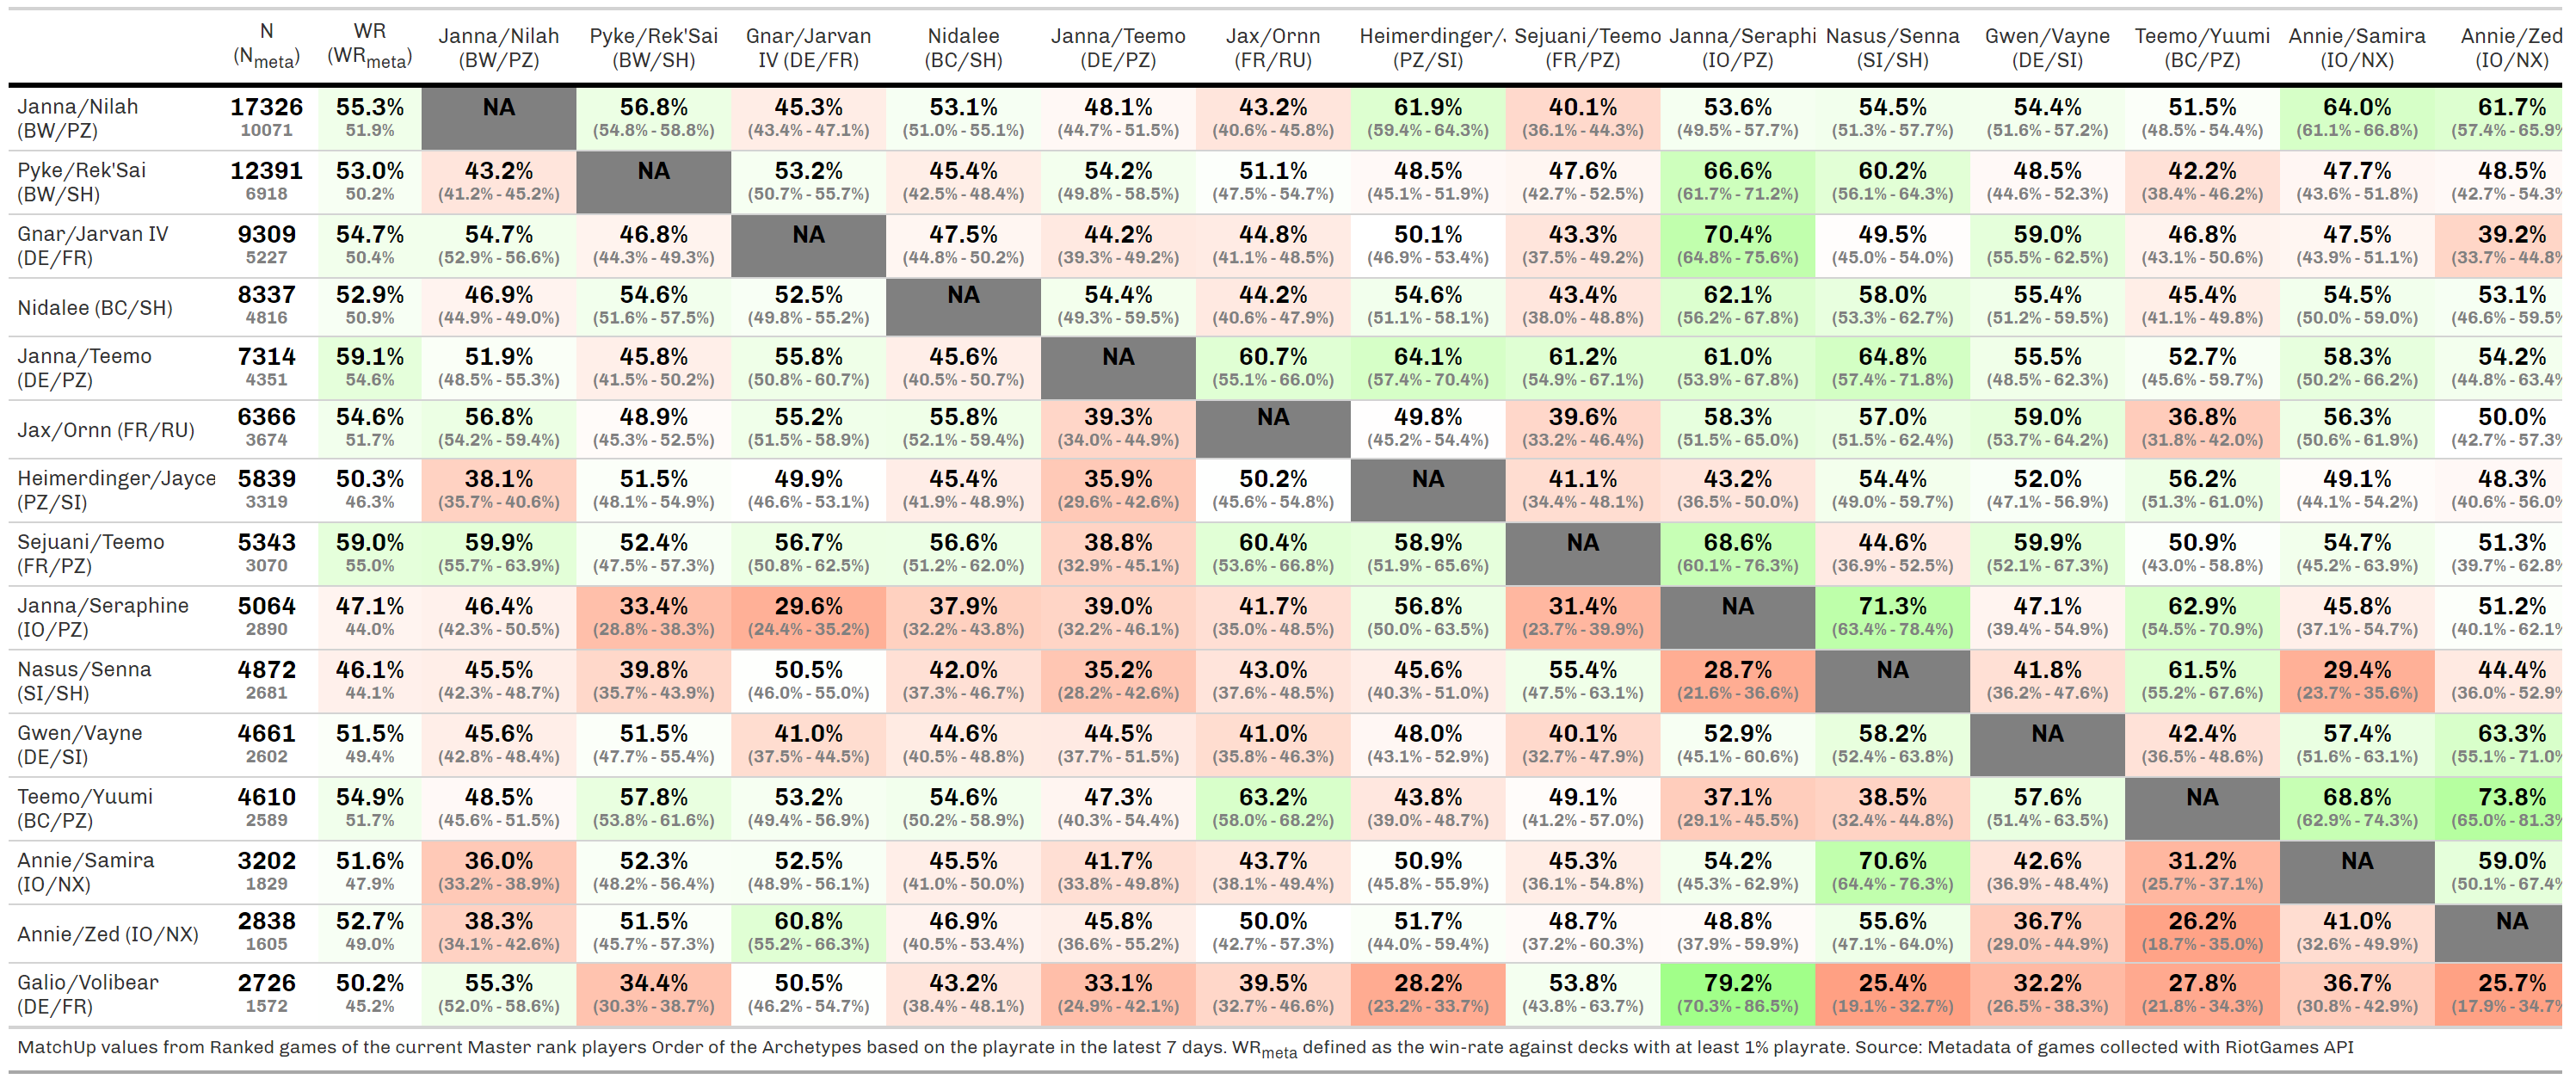 N WR Janna/Nilah Pyke/Rek'Sai Gnar/Jarvan Nidalee Janna/Teemo Jax/Ornn Heimerdinger/J Sejuani/Teemo Janna/Seraphi Nasus/Senna Gwen/Vayne Teemo/Yuumi Annie/Samira Annie/Zed
(Nmeta) (WRmeta) (BW/PZ) (BW/SH) IV (DE/FR) (BC/SH) (DE/PZ) (FR/RU) (PZ/SI) (FR/PZ) (IO/PZ) (SI/SH) (DE/SI) (BC/PZ) (IO/NX) (IO/NX)
Janna/Nilah 17326 55.3% NA 56.8% 45.3% 53.1% 48.1% 43.2% 61.9% 40.1% 53.6% 54.5% 54.4% 51.5% 64.0% 61.7%
(BW/PZ) 10071 51.9% (54.8% - 58.8%) (43.4% - 47.1%) (51.0% - 55.1%) (44.7% - 51.5%) (40.6% - 45.8%) (59.4% - 64.3%) (36.1% - 44.3%) (49.5% - 57.7%) (51.3% - 57.7%) (51.6% - 57.2%) (48.5% - 54.4%) (61.1% - 66.8%) (57.4% - 65.9%
Pyke/Rek'Sai 12391 53.0% 43.2% NA 53.2% 45.4% 54.2% 51.1% 48.5% 47.6% 66.6% 60.2% 48.5% 42.2% 47.7% 48.5%
(BW/SH) 6918 50.2% (41.2% - 45.2%) (50.7% - 55.7%) (42.5% - 48.4%) (49.8% - 58.5%) (47.5% - 54.7%) (45.1% - 51.9%) (42.7% - 52.5%) (61.7% - 71.2%) (56.1% - 64.3%) (44.6% - 52.3%) (38.4% - 46.2%) (43.6% - 51.8%) (42.7% - 54.3%
Gnar/Jarvan IV 9309 54.7% 54.7% 46.8% NA 47.5% 44.2% 44.8% 50.1% 43.3% 70.4% 49.5% 59.0% 46.8% 47.5% 39.2%
(DE/FR) 5227 50.4% (52.9% - 56.6%) (44.3% - 49.3%) (44.8% - 50.2%) (39.3% - 49.2%) (41.1% - 48.5%) (46.9% - 53.4%) (37.5% - 49.2%) (64.8% - 75.6%) (45.0% - 54.0%) (55.5% - 62.5%) (43.1% - 50.6%) (43.9% - 51.1%) (33.7% - 44.8%
Nidalee (BC/SH) 8337 52.9% 46.9% 54.6% 52.5% NA 54.4% 44.2% 54.6% 43.4% 62.1% 58.0% 55.4% 45.4% 54.5% 53.1%
4816 50.9% (44.9% - 49.0%) (51.6% - 57.5%) (49.8% - 55.2%) (49.3% - 59.5%) (40.6% - 47.9%) (51.1% - 58.1%) (38.0% - 48.8%) (56.2% - 67.8%) (53.3% - 62.7%) (51.2% - 59.5%) (41.1% - 49.8%) (50.0% - 59.0%) (46.6% - 59.5%
Janna/Teemo 7314 59.1% 51.9% 45.8% 55.8% 45.6% NA 60.7% 64.1% 61.2% 61.0% 64.8% 55.5% 52.7% 58.3% 54.2%
(DE/PZ) 4351 54.6% (48.5% - 55.3%) (41.5% - 50.2%) (50.8% - 60.7%) (40.5% - 50.7%) (55.1% - 66.0%) (57.4% - 70.4%) (54.9% - 67.1%) (53.9% - 67.8%) (57.4% - 71.8%) (48.5% - 62.3%) (45.6% - 59.7%) (50.2% - 66.2%) (44.8% - 63.4%
Jax/Ornn (FR/RU) 6366 54.6% 56.8% 48.9% 55.2% 55.8% 39.3% NA 49.8% 39.6% 58.3% 57.0% 59.0% 36.8% 56.3% 50.0%
3674 51.7% (54.2% - 59.4%) (45.3% - 52.5%) (51.5% - 58.9%) (52.1% - 59.4%) (34.0% - 44.9%) (45.2% - 54.4%) (33.2% - 46.4%) (51.5% - 65.0%) (51.5% - 62.4%) (53.7% - 64.2%) (31.8% - 42.0%) (50.6% - 61.9%) (42.7% - 57.3%
Heimerdinger/Jayce 5839 50.3% 38.1% 51.5% 49.9% 45.4% 35.9% 50.2% NA 41.1% 43.2% 54.4% 52.0% 56.2% 49.1% 48.3%
(PZ/SI) 3319 46.3% (35.7% - 40.6%) (48.1% - 54.9%) (46.6% - 53.1%) (41.9% - 48.9%) (29.6% - 42.6%) (45.6% - 54.8%) (34.4% - 48.1%) (36.5% - 50.0%) (49.0% - 59.7%) (47.1% - 56.9%) (51.3% - 61.0%) (44.1% - 54.2%) (40.6% - 56.0%
Sejuani/Teemo 5343 59.0% 59.9% 52.4% 56.7% 56.6% 38.8% 60.4% 58.9% NA 68.6% 44.6% 59.9% 50.9% 54.7% 51.3%
(FR/PZ) 3070 55.0% (55.7% - 63.9%) (47.5% - 57.3%) (50.8% - 62.5%) (51.2% - 62.0%) (32.9% - 45.1%) (53.6% - 66.8%) (51.9% - 65.6%) (60.1% - 76.3%) (36.9% - 52.5%) (52.1% - 67.3%) (43.0% - 58.8%) (45.2% - 63.9%) (39.7% - 62.8%
Janna/Seraphine 5064 47.1% 46.4% 33.4% 29.6% 37.9% 39.0% 41.7% 56.8% 31.4% NA 71.3% 47.1% 62.9% 45.8% 51.2%
(IO/PZ) 2890 44.0% (42.3% - 50.5%) (28.8% - 38.3%) (24.4% - 35.2%) (32.2% - 43.8%) (32.2% - 46.1%) (35.0% - 48.5%) (50.0% - 63.5%) (23.7% - 39.9%) (63.4% - 78.4%) (39.4% - 54.9%) (54.5% - 70.9%) (37.1% - 54.7%) (40.1% - 62.1%
Nasus/Senna 4872 46.1% 45.5% 39.8% 50.5% 42.0% 35.2% 43.0% 45.6% 55.4% 28.7% NA 41.8% 61.5% 29.4% 44.4%
(SI/SH) 2681 44.1% (42.3% - 48.7%) (35.7% - 43.9%) (46.0% - 55.0%) (37.3% - 46.7%) (28.2% - 42.6%) (37.6% - 48.5%) (40.3% - 51.0%) (47.5% - 63.1%) (21.6% - 36.6%) (36.2% - 47.6%) (55.2% - 67.6%) (23.7% - 35.6%) (36.0% - 52.9%
Gwen/Vayne 4661 51.5% 45.6% 51.5% 41.0% 44.6% 44.5% 41.0% 48.0% 40.1% 52.9% 58.2% NA 42.4% 57.4% 63.3%
(DE/SI) 2602 49.4% (42.8% - 48.4%) (47.7% - 55.4%) (37.5% - 44.5%) (40.5% - 48.8%) (37.7% - 51.5%) (35.8% - 46.3%) (43.1% - 52.9%) (32.7% - 47.9%) (45.1% - 60.6%) (52.4% - 63.8%) (36.5% - 48.6%) (51.6% - 63.1%) (55.1% - 71.0%
Teemo/Yuumi 4610 54.9% 48.5% 57.8% 53.2% 54.6% 47.3% 63.2% 43.8% 49.1% 37.1% 38.5% 57.6% NA 68.8% 73.8%
(BC/PZ) 2589 51.7% (45.6% - 51.5%) (53.8% - 61.6%) (49.4% - 56.9%) (50.2% - 58.9%) (40.3% - 54.4%) (58.0% - 68.2%) (39.0% - 48.7%) (41.2% - 57.0%) (29.1% - 45.5%) (32.4% - 44.8%) (51.4% - 63.5%) (62.9% - 74.3%) (65.0% - 81.3%
Annie/Samira 3202 51.6% 36.0% 52.3% 52.5% 45.5% 41.7% 43.7% 50.9% 45.3% 54.2% 70.6% 42.6% 31.2% NA 59.0%
(IO/NX) 1829 47.9% (33.2% - 38.9%) (48.2% - 56.4%) (48.9% - 56.1%) (41.0% - 50.0%) (33.8% - 49.8%) (38.1% - 49.4%) (45.8% - 55.9%) (36.1% - 54.8%) (45.3% - 62.9%) (64.4% - 76.3%) (36.9% - 48.4%) (25.7% - 37.1%) (50.1% - 67.4%
Annie/Zed (IO/NX) 2838 52.7% 38.3% 51.5% 60.8% 46.9% 45.8% 50.0% 51.7% 48.7% 48.8% 55.6% 36.7% 26.2% 41.0% NA
1605 49.0% (34.1% - 42.6%) (45.7% - 57.3%) (55.2% - 66.3%) (40.5% - 53.4%) (36.6% - 55.2%) (42.7% - 57.3%) (44.0% - 59.4%) (37.2% - 60.3%) (37.9% - 59.9%) (47.1% - 64.0%) (29.0% - 44.9%) (18.7% - 35.0%) (32.6% - 49.9%)
Galio/Volibear 2726 50.2% 55.3% 34.4% 50.5% 43.2% 33.1% 39.5% 28.2% 53.8% 79.2% 25.4% 32.2% 27.8% 36.7% 25.7%
(DE/FR) 1572 45.2% (52.0% - 58.6%) (30.3% - 38.7%) (46.2% - 54.7%) (38.4% - 48.1%) (24.9% - 42.1%) (32.7% - 46.6%) (23.2% - 33.7%) (43.8% - 63.7%) (70.3% - 86.5%) (19.1% - 32.7%) (26.5% - 38.3%) (21.8% - 34.3%) (30.8% - 42.9%) (17.9% - 34.7%
MatchUp values from Ranked games of the current Master rank players Order of the Archetypes based on the playrate in the latest 7 days. WRmeta defined as the win-rate against decks with at least 1% playrate. Source: Metadata of games collected with RiotGames API